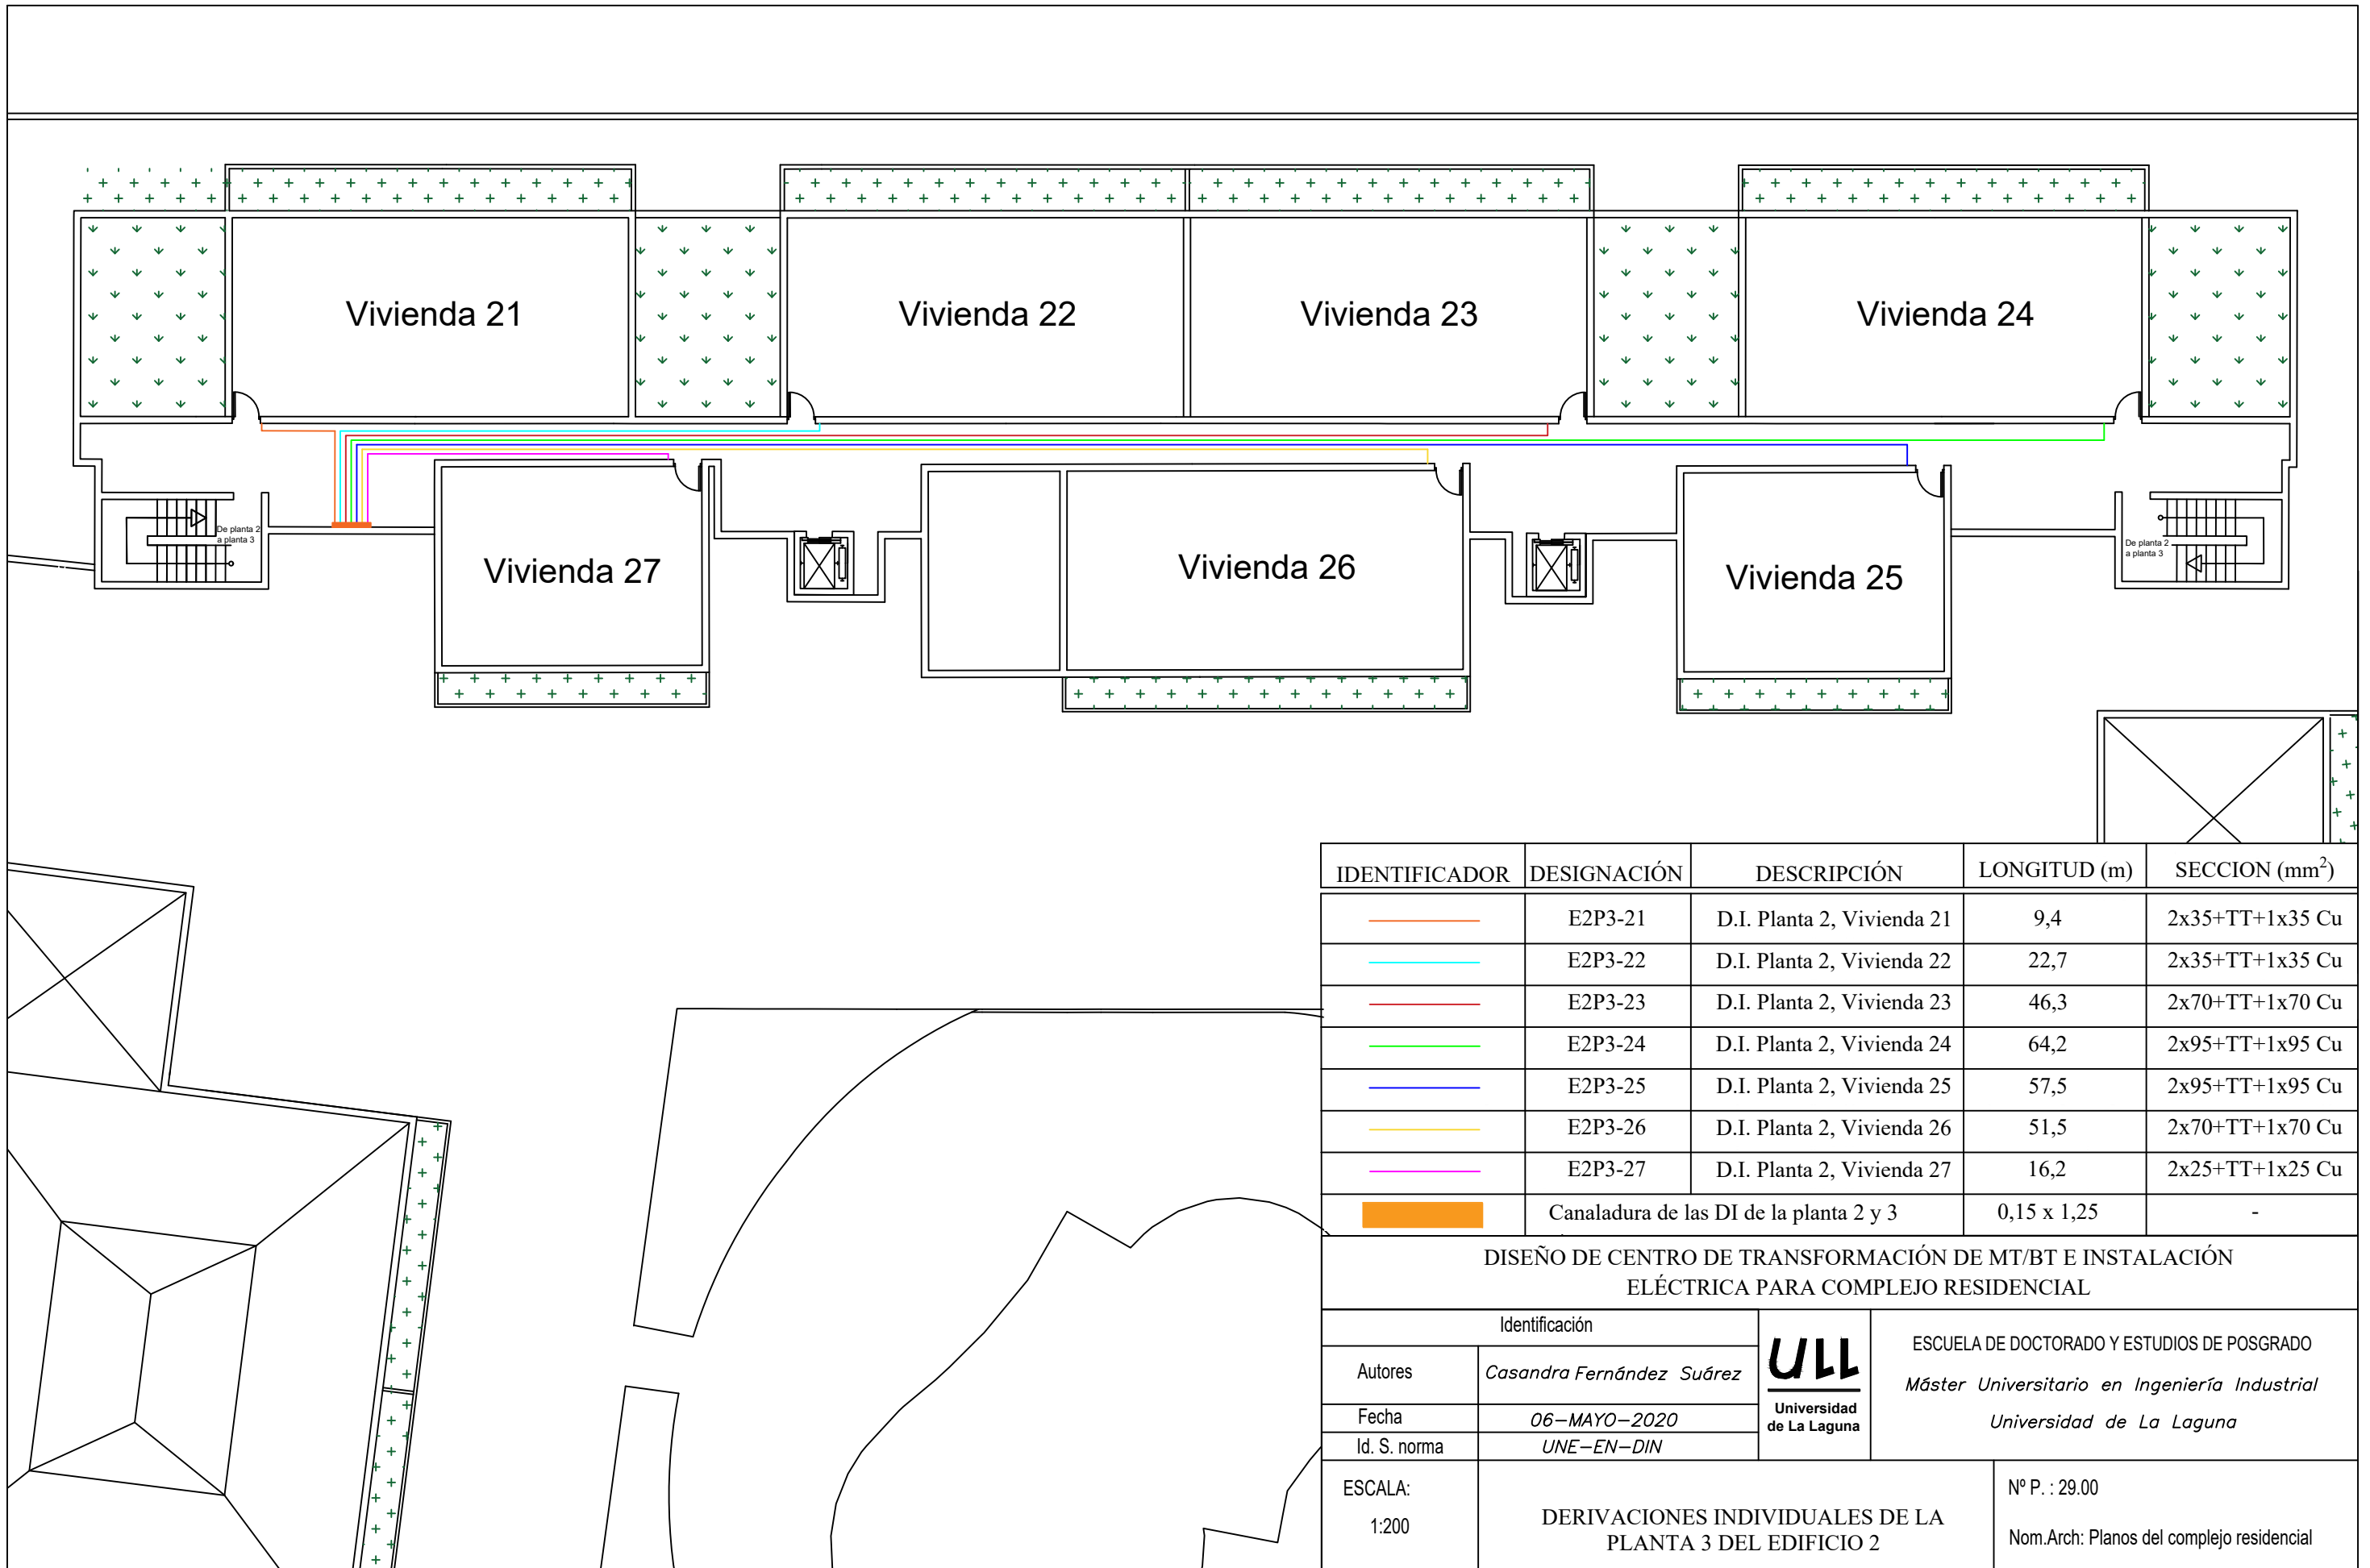 Vivienda 21
Vivienda 22
Vivienda 23
Vivienda 24
De planta 2
a planta 3
Vivienda 27
Vivienda 26
Vivienda 25
De planta 2
a planta 3
IDENTIFICADOR DESIGNACIÓN DESCRIPCIÓN LONGITUD (m) SECCION (mm²)
E2P3-21 D.I. Planta 2, Vivienda 21 9,4 2x35+TT+1x35 Cu
E2P3-22 D.I. Planta 2, Vivienda 22 22,7 2x35+TT+1x35 Cu
E2P3-23 D.I. Planta 2, Vivienda 23 46,3 2x70+TT+1x70 Cu
E2P3-24 D.I. Planta 2, Vivienda 24 64,2 2x95+TT+1x95 Cu
E2P3-25 D.I. Planta 2, Vivienda 25 57,5 2x95+TT+1x95 Cu
E2P3-26 D.I. Planta 2, Vivienda 26 51,5 2x70+TT+1x70 Cu
E2P3-27 D.I. Planta 2, Vivienda 27 16,2 2x25+TT+1x25 Cu
Canaladura de las DI de la planta 2 y 3 0,15 x 1,25 -
DISEÑO DE CENTRO DE TRANSFORMACIÓN DE MT/BT E INSTALACIÓN
ELÉCTRICA PARA COMPLEJO RESIDENCIAL
Identificación
Autores Casandra Fernández Suárez
Fecha 06-MAYO-2020
Id. S. norma UNE-EN-DIN
ULL
Universidad
de La Laguna
ESCUELA DE DOCTORADO Y ESTUDIOS DE POSGRADO
Máster Universitario en Ingeniería Industrial
Universidad de La Laguna
ESCALA:
1:200
DERIVACIONES INDIVIDUALES DE LA
PLANTA 3 DEL EDIFICIO 2
Nº P. : 29.00
Nom.Arch: Planos del complejo residencial